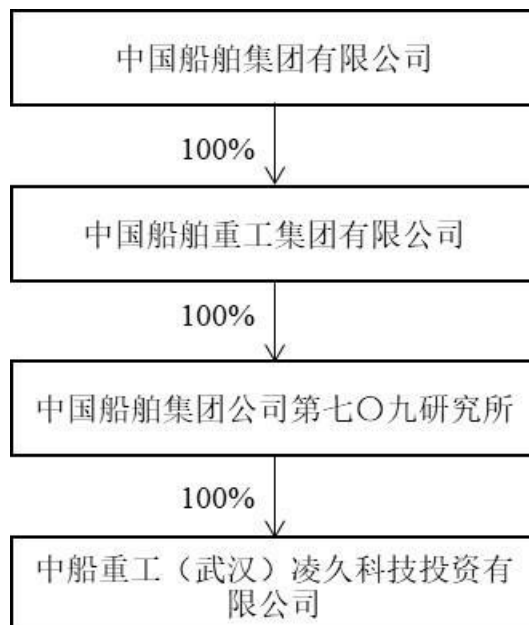 中国船舶集团有限公司
100%
中国船舶重工集团有限公司
100%
中国船舶集团公司第七〇九研究所
100%
中船重工（武汉）凌久科技投资有
限公司